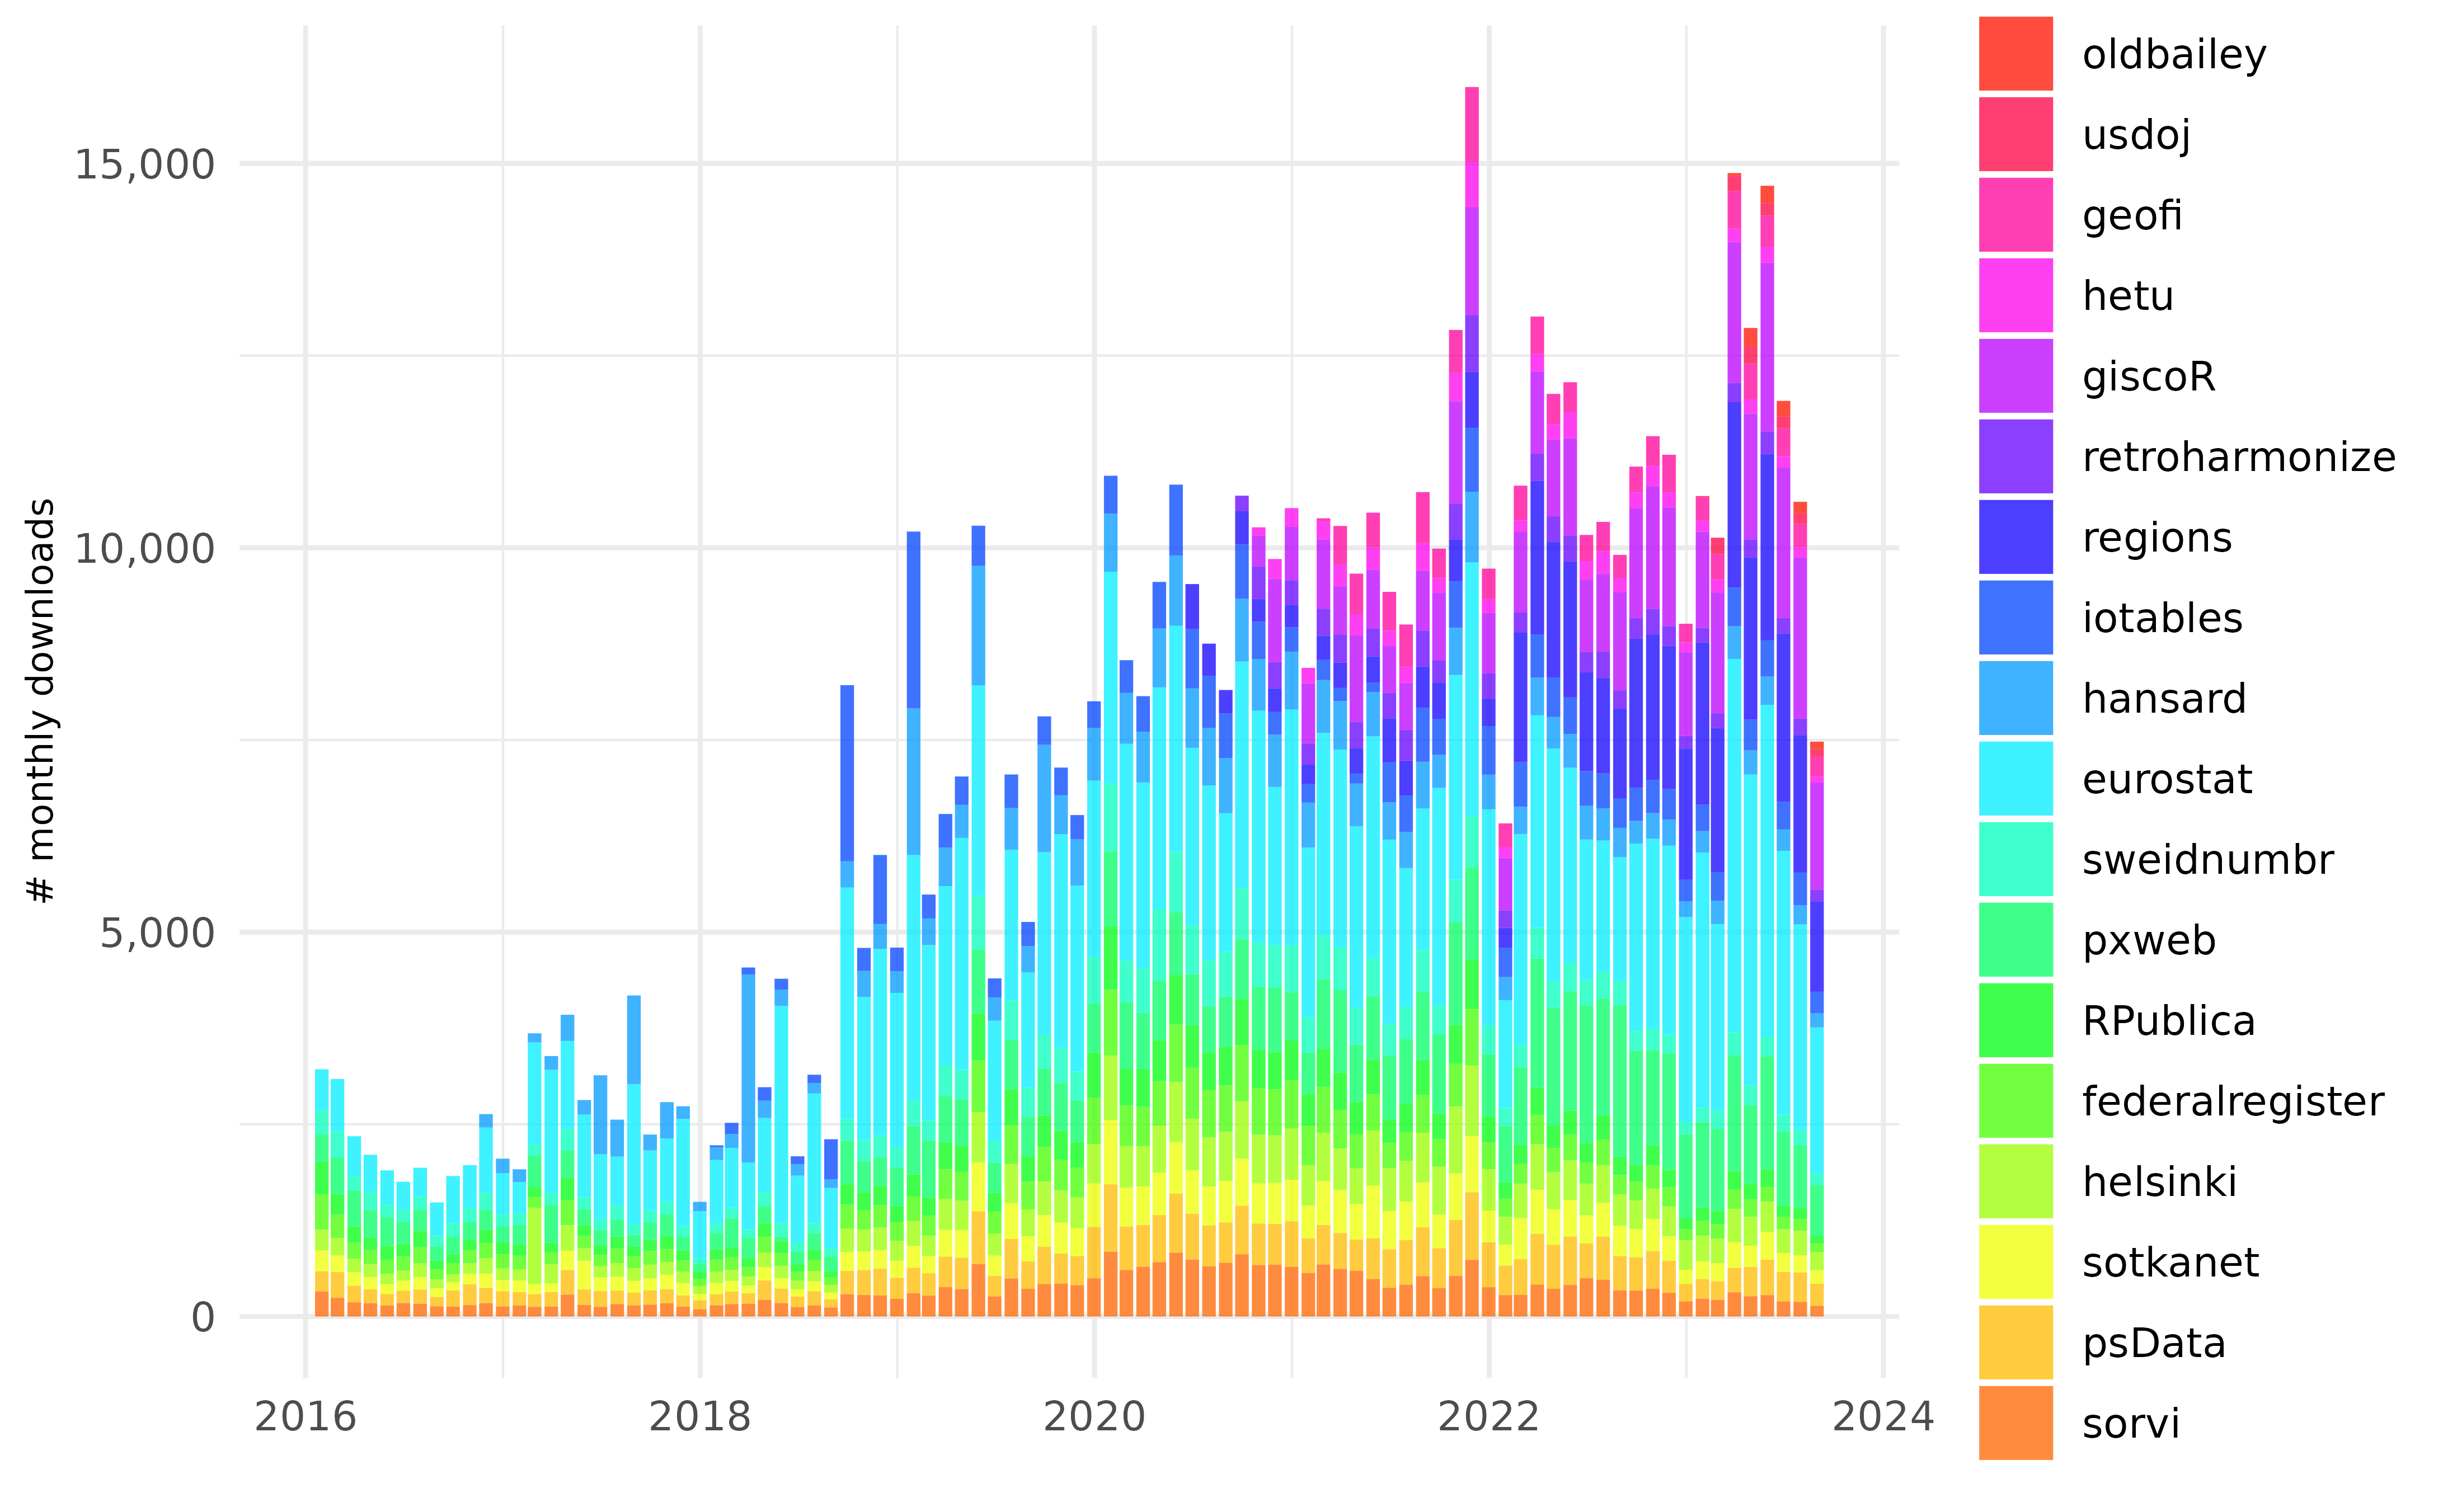 # monthly downloads
15,000
10,000
5,000
0
2016
2018
2020
2022
2024
oldbailey
usdoj
geofi
hetu
giscoR
retroharmonize
regions
iotables
hansard
eurostat
sweidnumbr
pxweb
RPublica
federalregister
helsinki
sotkanet
psData
sorvi